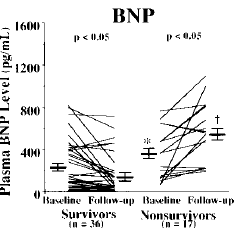 BNP
Plasma BNP Level (pg/mL)
1600
1200
800
400
0
p < 0.05
p < 0.05
*
†
Baseline Follow-up Baseline Follow-up
Survivors Nonsurvivors
(n = 36) (n = 17)